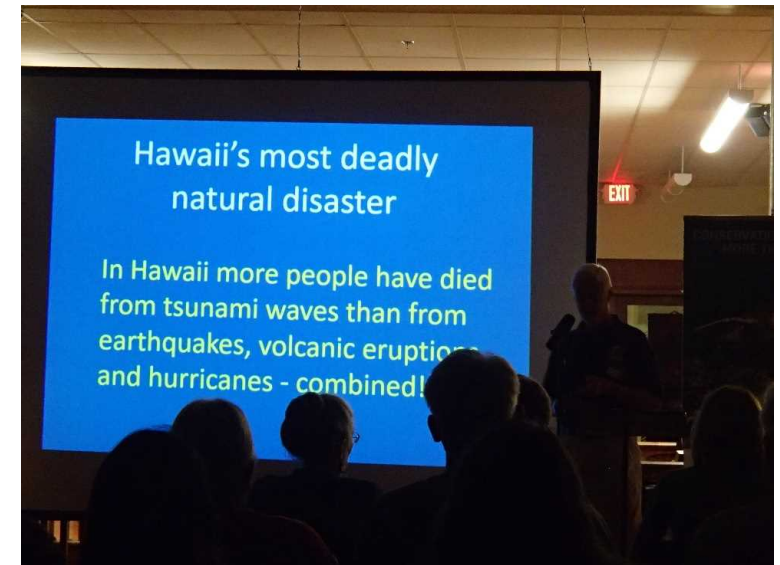 Hawaii's most deadly
natural disaster
In Hawaii more people have died
from tsunami waves than from
earthquakes, volcanic eruptions
and hurricanes - combined!
EXIT